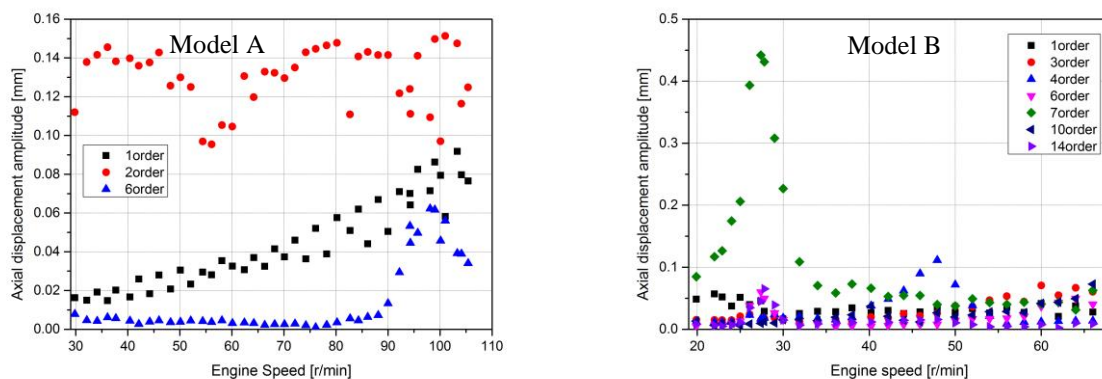 Model A
Axial displacement amplitude [mm]
0.16
0.14
0.12
0.10
0.08
0.06
0.04
0.02
0.00
1order
2order
6order
30 40 50 60 70 80 90 100 110
Engine Speed [r/min]
Model B
Axial displacement amplitude [mm]
0.5
0.4
0.3
0.2
0.1
0.0
1order
3order
4order
6order
7order
10order
14order
20 30 40 50 60
Engine speed [r/min]